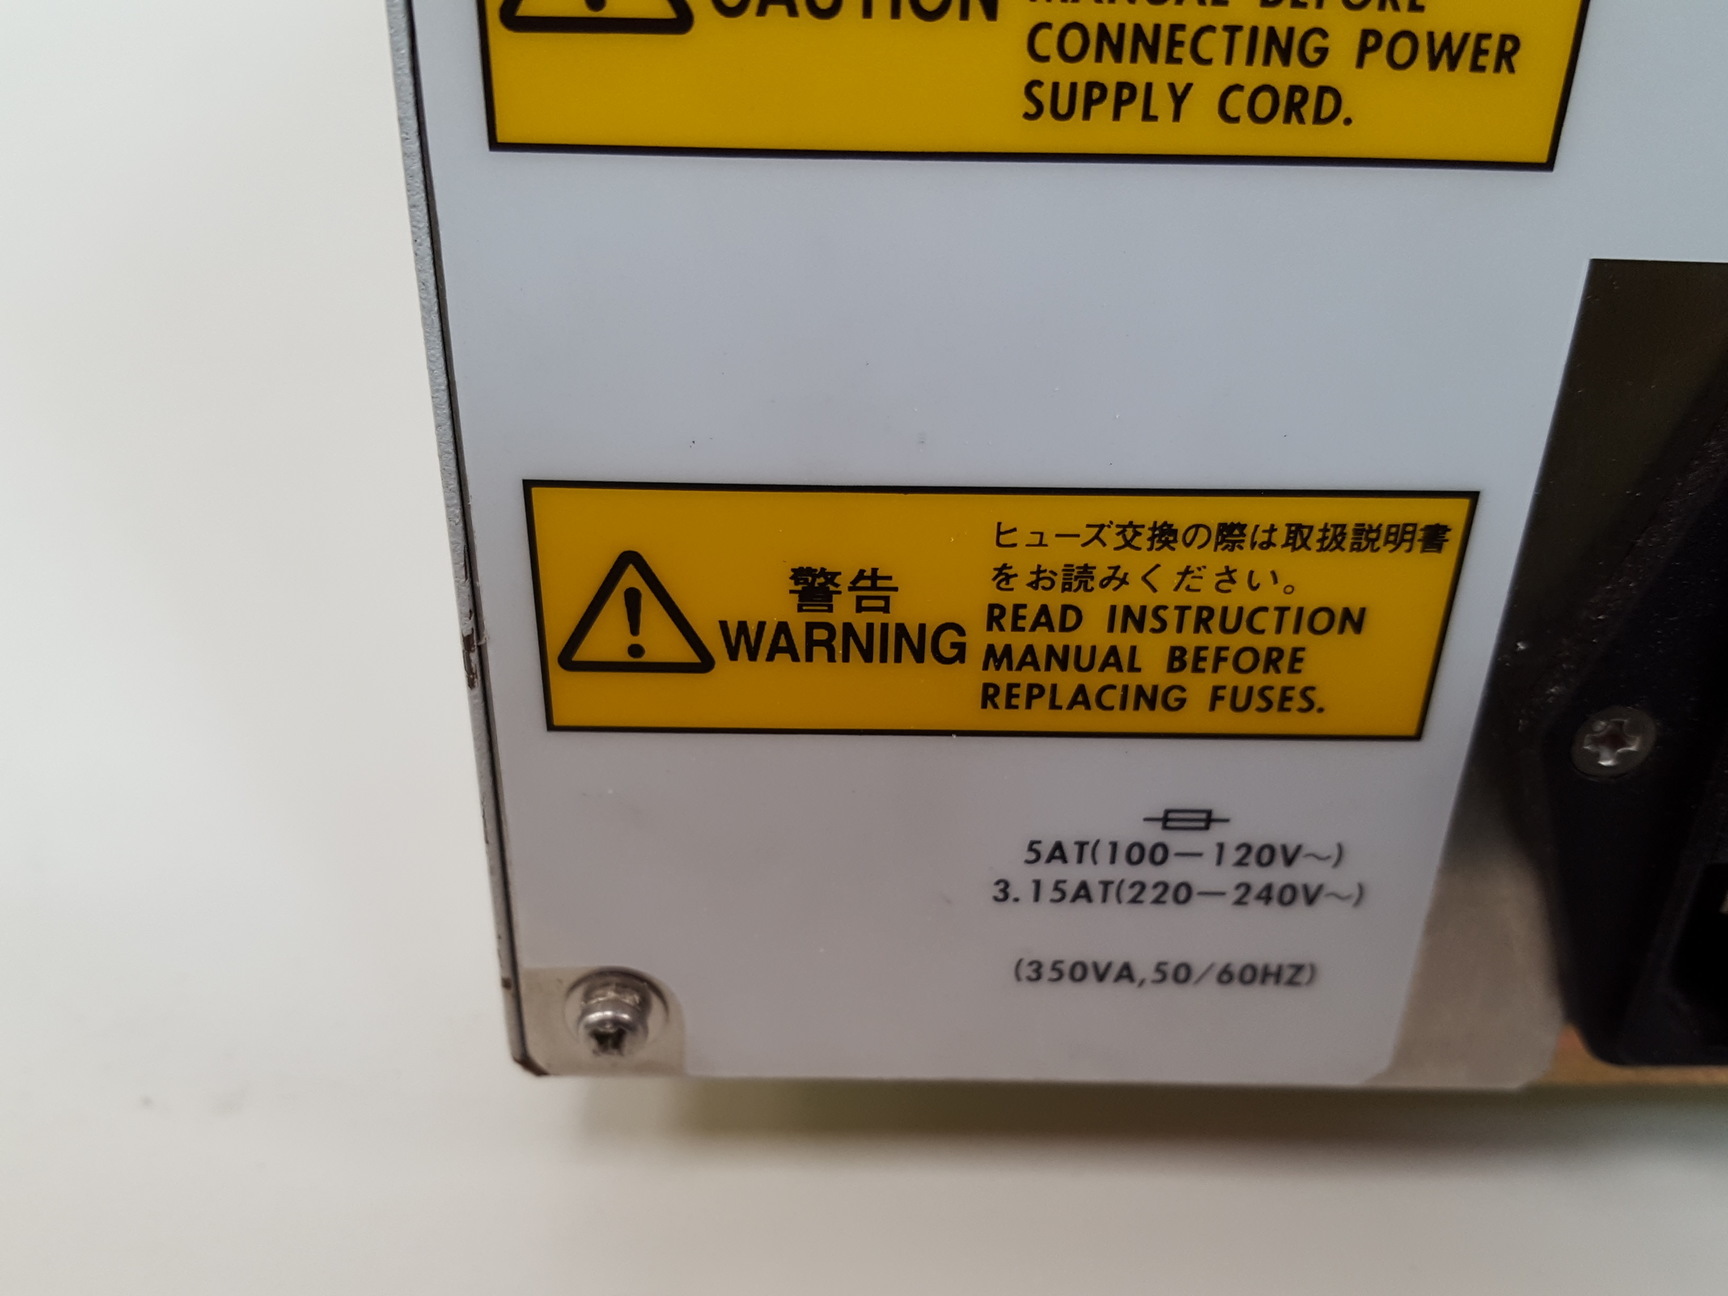 CAUTION
MANUAL BEFORE
CONNECTING POWER
SUPPLY CORD.
警告
WARNING
ヒューズ交換の際は取扱説明書
をお読みください。
READ INSTRUCTION
MANUAL BEFORE
REPLACING FUSES.
5AT(100—120V~)
3.15AT(220—240V~)
(350VA,50/60HZ)